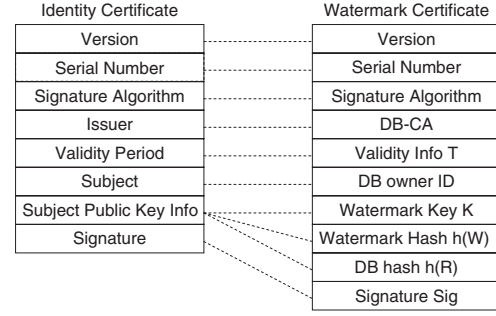 Identity Certificate
Version
Serial Number
Signature Algorithm
Issuer
Validity Period
Subject
Subject Public Key Info
Signature
Watermark Certificate
Version
Serial Number
Signature Algorithm
DB-CA
Validity Info T
DB owner ID
Watermark Key K
Watermark Hash h(W)
DB hash h(R)
Signature Sig